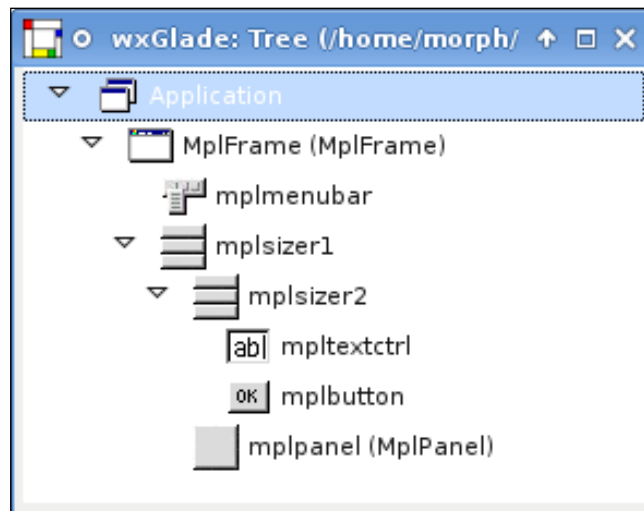 wxGlade: Tree (/home/morph/
Application
MplFrame (MplFrame)
mplmenubar
mplsizer1
mplsizer2
ab| mpltextctrl
OK mplbutton
mplpanel (MplPanel)